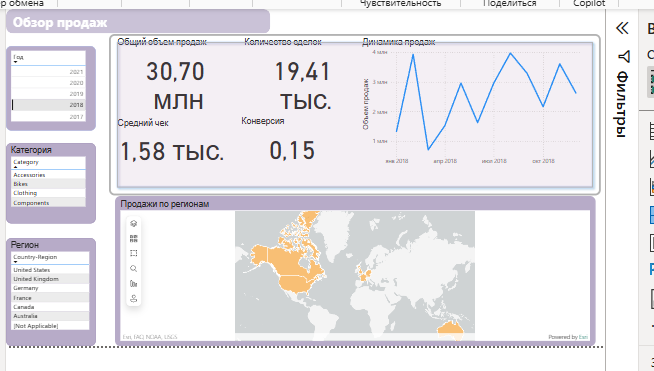 р обмена
Чувствительность
Поделиться
Copilot
Обзор продаж
Год
2021
2020
2019
2018
2017
Категория
Category
Accessories
Bikes
Clothing
Components
Регион
Country-Region
United States
United Kingdom
Germany
France
Canada
Australia
[Not Applicable]
Общий объем продаж
30,70
млн
Количество сделок
19,41
тыс.
Средний чек
1,58 тыс.
Конверсия
0,15
Динамика продаж
Объем продаж
4 млн
3 млн
2 млн
1 млн
янв 2018
апр 2018
июл 2018
окт 2018
Продажи по регионам
Esri, FAO, NOAA, USGS
Powered by Esri
Фильтры